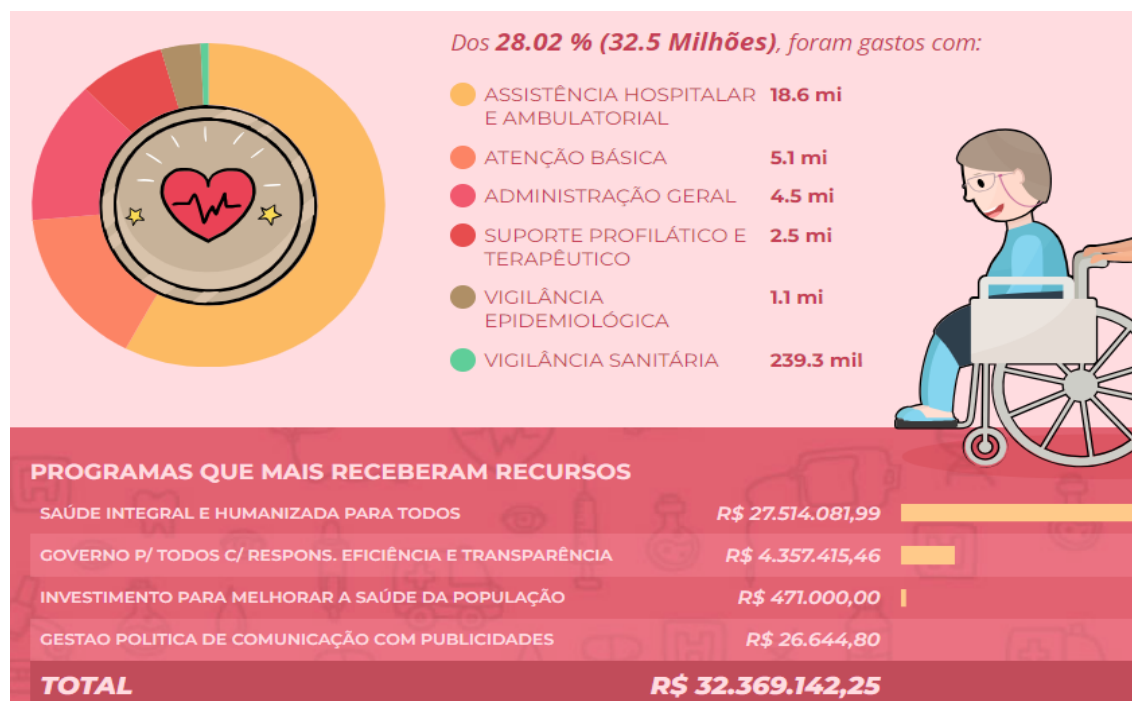 Dos 28.02 % (32.5 Milhões), foram gastos com:
ASSISTÊNCIA HOSPITALAR 18.6 mi
E AMBULATORIAL
ATENÇÃO BÁSICA 5.1 mi
ADMINISTRAÇÃO GERAL 4.5 mi
SUPORTE PROFILÁTICO E 2.5 mi
TERAPÊUTICO
VIGILÂNCIA 1.1 mi
EPIDEMIOLÓGICA
VIGILÂNCIA SANITÁRIA 239.3 mil
PROGRAMAS QUE MAIS RECEBERAM RECURSOS
SAÚDE INTEGRAL E HUMANIZADA PARA TODOS R$ 27.514.081,99
GOVERNO P/ TODOS C/ RESPONS. EFICIÊNCIA E TRANSPARÊNCIA R$ 4.357.415,46
INVESTIMENTO PARA MELHORAR A SAÚDE DA POPULAÇÃO R$ 471.000,00
GESTAO POLITICA DE COMUNICAÇÃO COM PUBLICIDADES R$ 26.644,80
TOTAL R$ 32.369.142,25